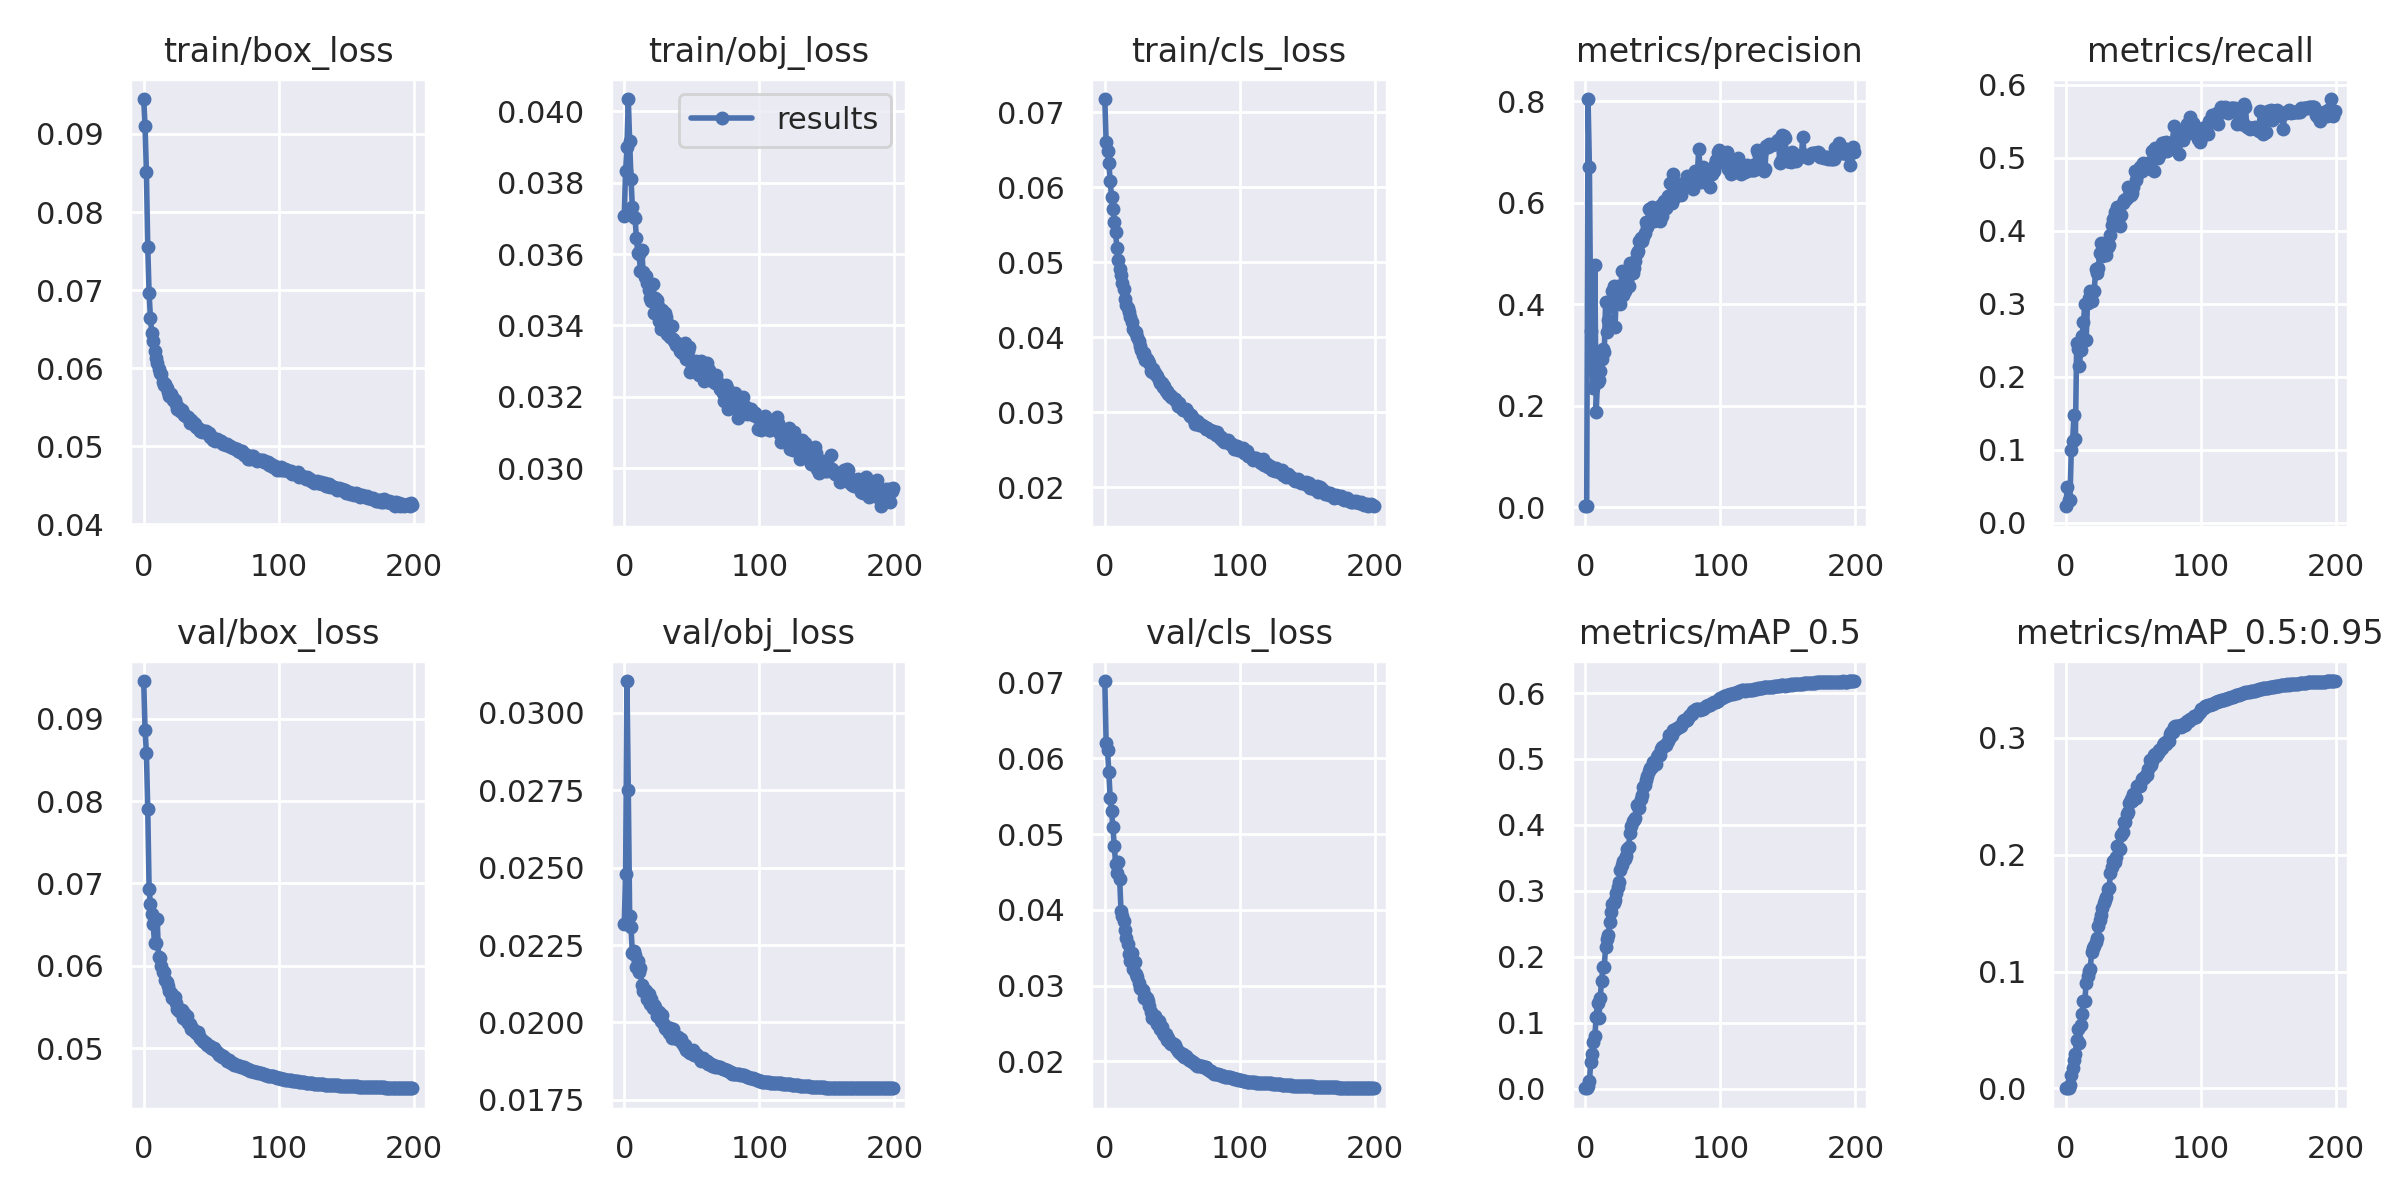 train/box_loss
0.09
0.08
0.07
0.06
0.05
0.04
0 100 200
train/obj_loss
results
0.040
0.038
0.036
0.034
0.032
0.030
0 100 200
train/cls_loss
0.07
0.06
0.05
0.04
0.03
0.02
0 100 200
metrics/precision
0.8
0.6
0.4
0.2
0.0
0 100 200
metrics/recall
0.6
0.5
0.4
0.3
0.2
0.1
0.0
0 100 200
val/box_loss
0.09
0.08
0.07
0.06
0.05
0 100 200
val/obj_loss
0.0300
0.0275
0.0250
0.0225
0.0200
0.0175
0 100 200
val/cls_loss
0.07
0.06
0.05
0.04
0.03
0.02
0 100 200
metrics/mAP_0.5
0.6
0.5
0.4
0.3
0.2
0.1
0.0
0 100 200
metrics/mAP_0.5:0.95
0.3
0.2
0.1
0.0
0 100 200